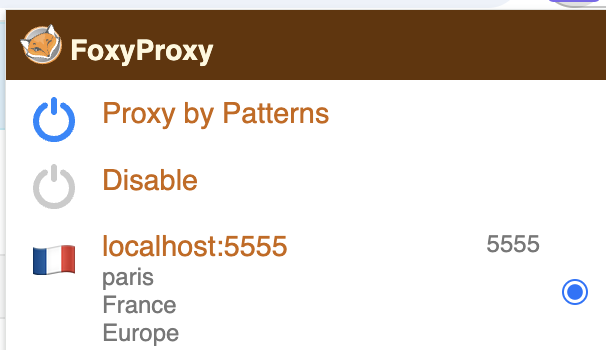 FoxyProxy
Proxy by Patterns
Disable
localhost:5555 5555
paris
France
Europe